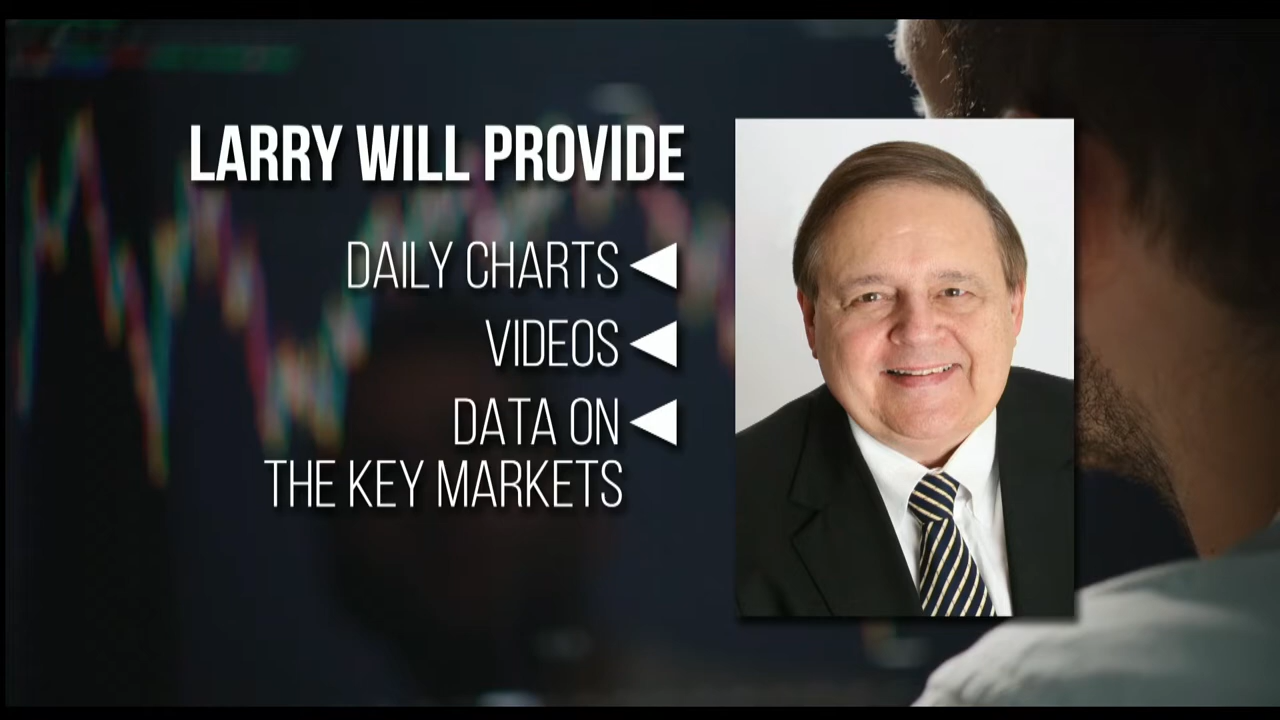 LARRY WILL PROVIDE
DAILY CHARTS
VIDEOS
DATA ON
THE KEY MARKETS